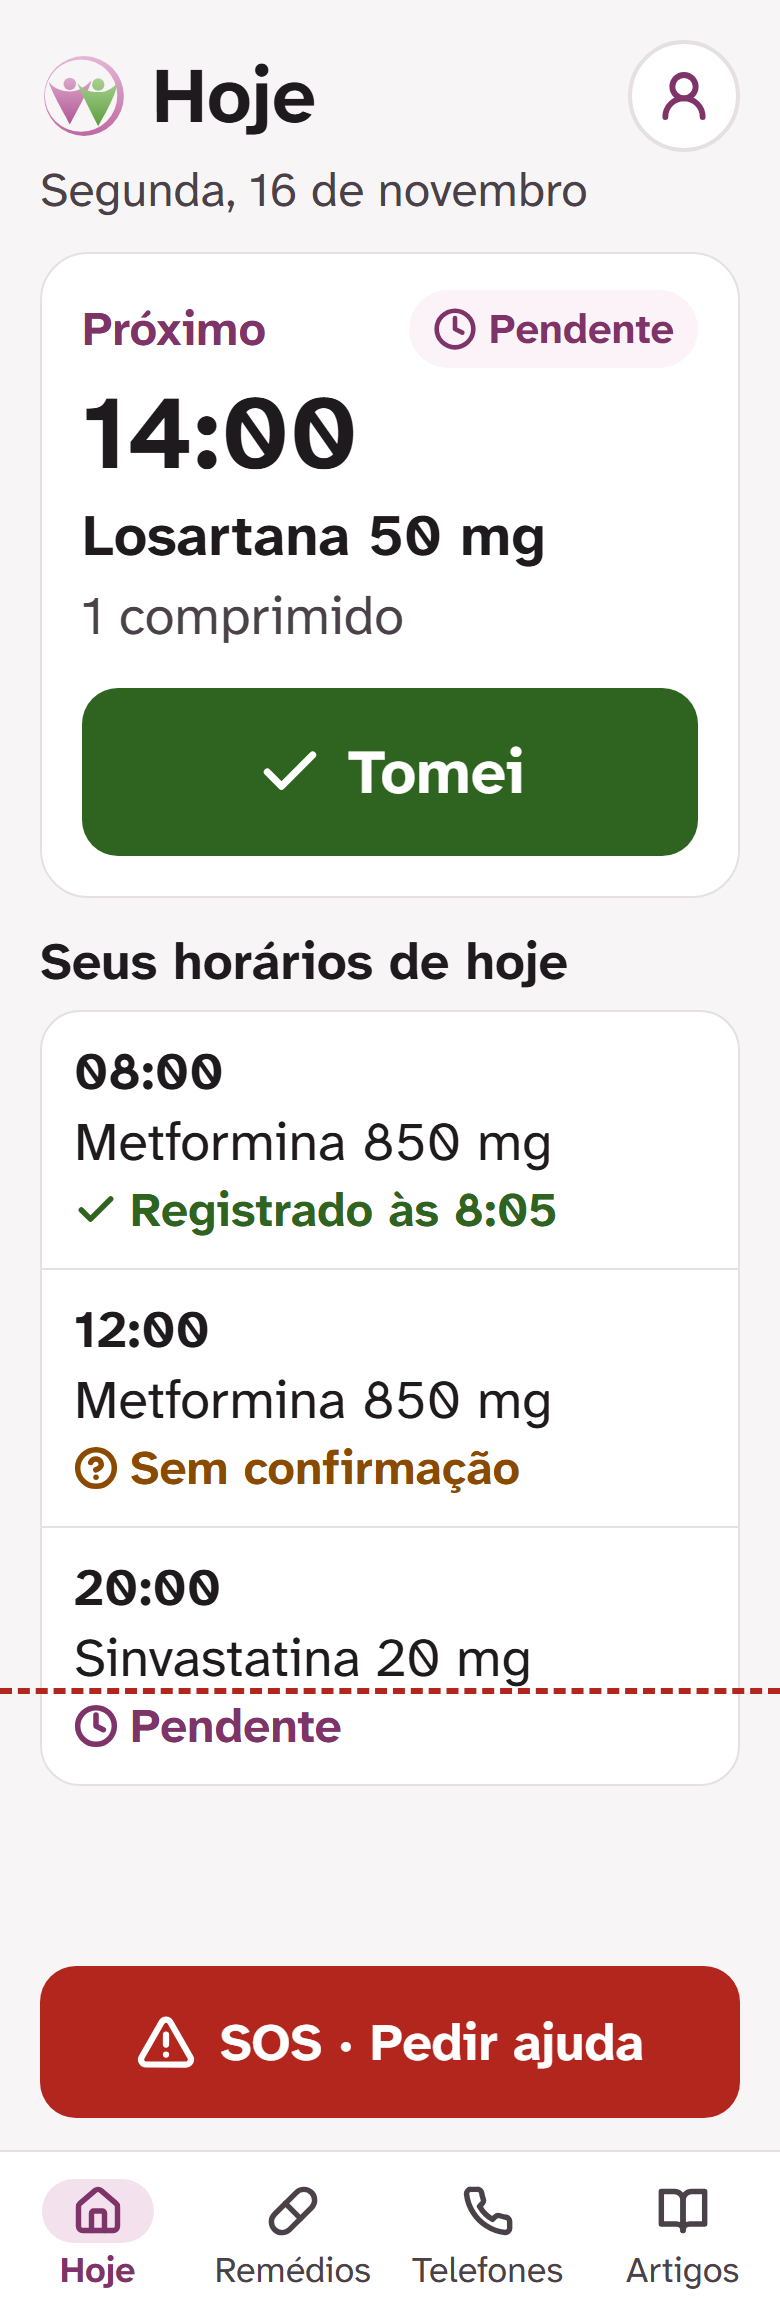 Hoje
Segunda, 16 de novembro
Próximo
Pendente
14:00
Losartana 50 mg
1 comprimido
Tomei
Seus horários de hoje
08:00
Metformina 850 mg
Registrado às 8:05
12:00
Metformina 850 mg
Sem confirmação
20:00
Sinvastatina 20 mg
Pendente
SOS · Pedir ajuda
Hoje
Remédios
Telefones
Artigos